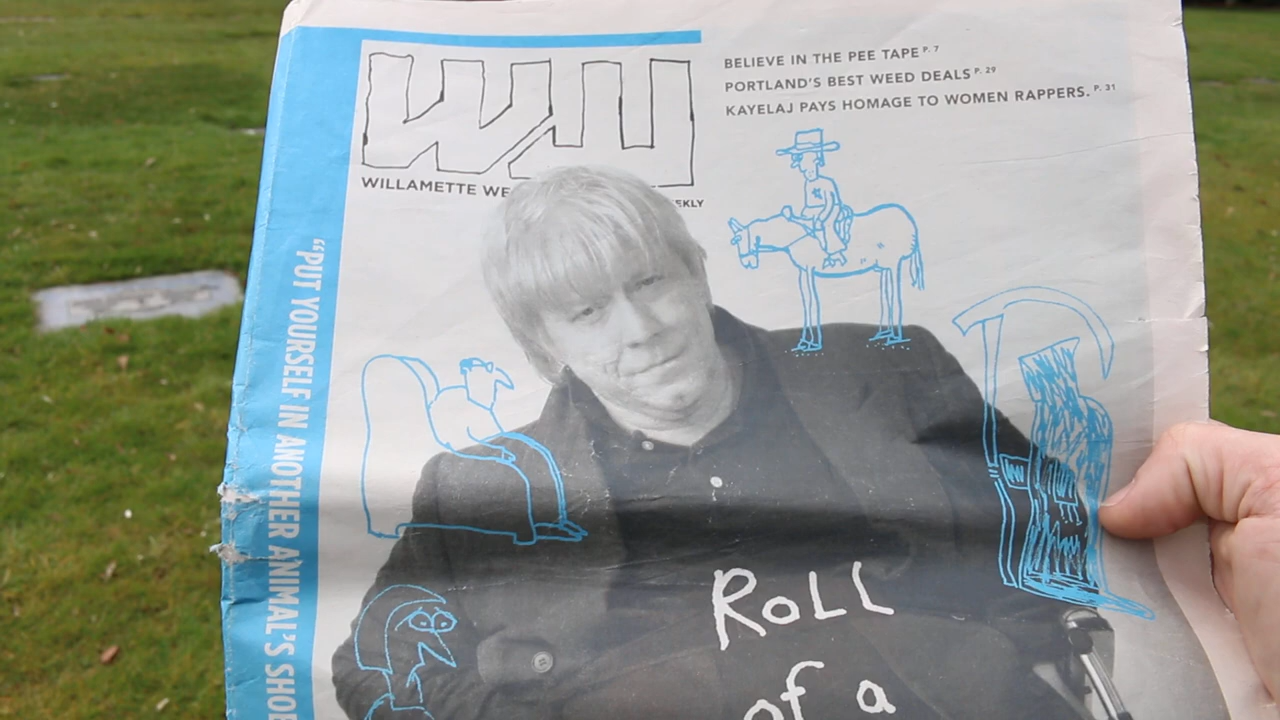 WW
BELIEVE IN THE PEE TAPE P. 7
PORTLAND'S BEST WEED DEALS P. 29
KAYELAJ PAYS HOMAGE TO WOMEN RAPPERS. P. 31
WILLAMETTE WE
EKLY
"PUT YOURSELF IN ANOTHER ANIMAL'S SHOE
ROLL
of a